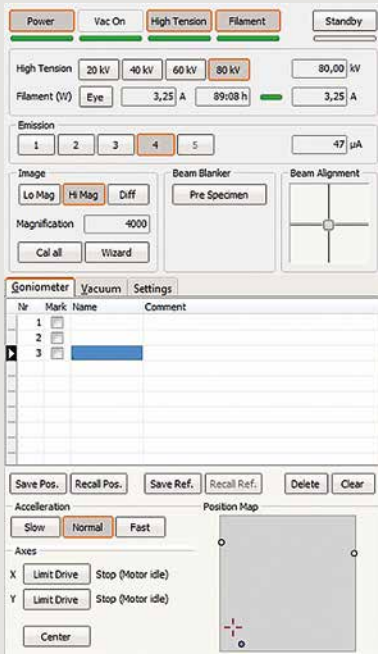 Power Vac On High Tension Filament Standby
High Tension 20 kV 40 kV 60 kV 80 kV 80,00 kV
Filament (W) Eye 3,25 A 89:08 h 3,25 A
Emission
1 2 3 4 5 47 µA
Image Beam Blanker Beam Alignment
Lo Mag Hi Mag Diff Pre Specimen
Magnification 4000
Cal all Wizard
Goniometer Vacuum Settings
Nr Mark Name Comment
1
2
3
Save Pos. Recall Pos. Save Ref. Recall Ref. Delete Clear
Accelleration Position Map
Slow Normal Fast
Axes
X Limit Drive Stop (Motor idle)
Y Limit Drive Stop (Motor idle)
Center